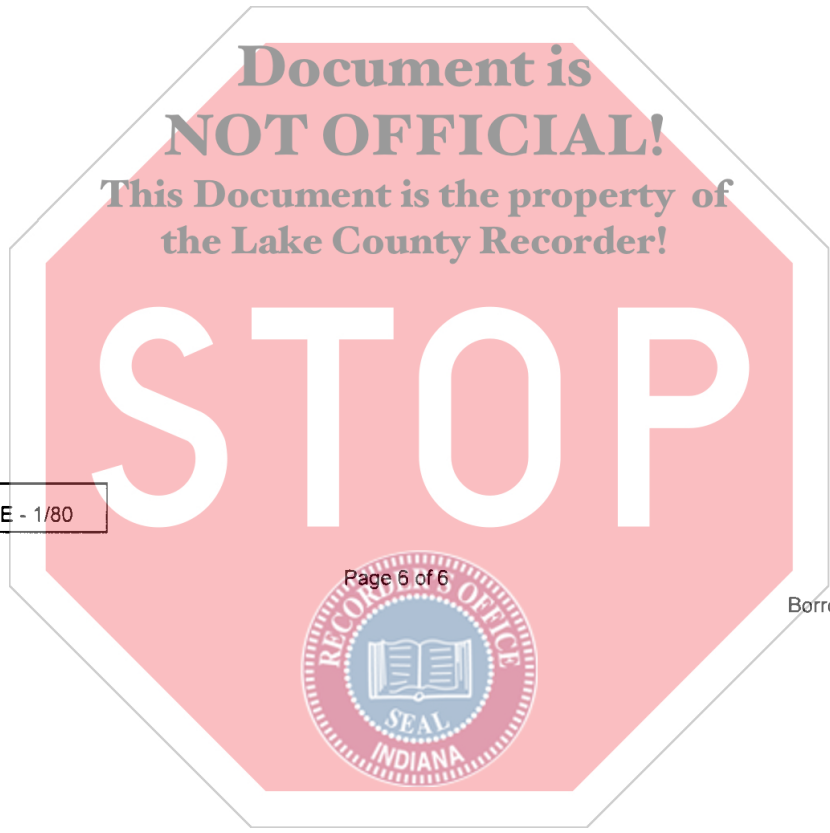 Document is
NOT OFFICIAL!
This Document is the property of
the Lake County Recorder!
STOP
E - 1/80
Page 6 of 6
RECORDER'S OFFICE
SEAL
INDIANA